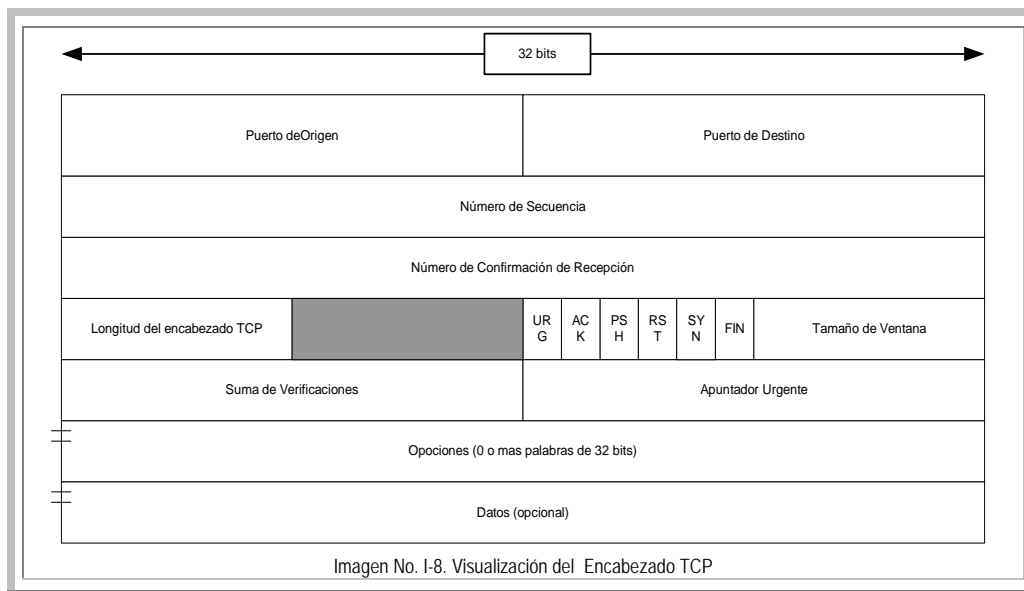 32 bits
Puerto deOrigen
Puerto de Destino
Número de Secuencia
Número de Confirmación de Recepción
Longitud del encabezado TCP
UR
G
AC
K
PS
H
RS
T
SY
N
FIN
Tamaño de Ventana
Suma de Verificaciones
Apuntador Urgente
Opociones (0 o mas palabras de 32 bits)
Datos (opcional)
Imagen No. I-8. Visualización del Encabezado TCP